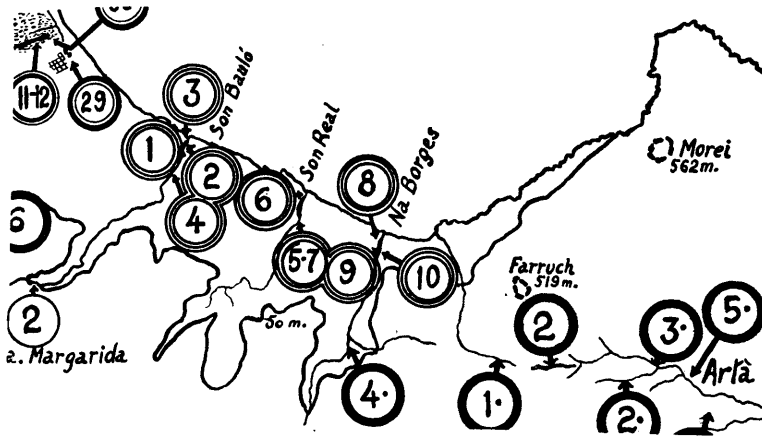 11-12
29
3
Son Bauló
1
2
4
6
Son Real
5·7
8
Na Borges
9
10
Morei
562m.
Farruch
519m.
50 m.
6
2
a. Margarida
4·
1·
2
3·
5·
Artà
2·